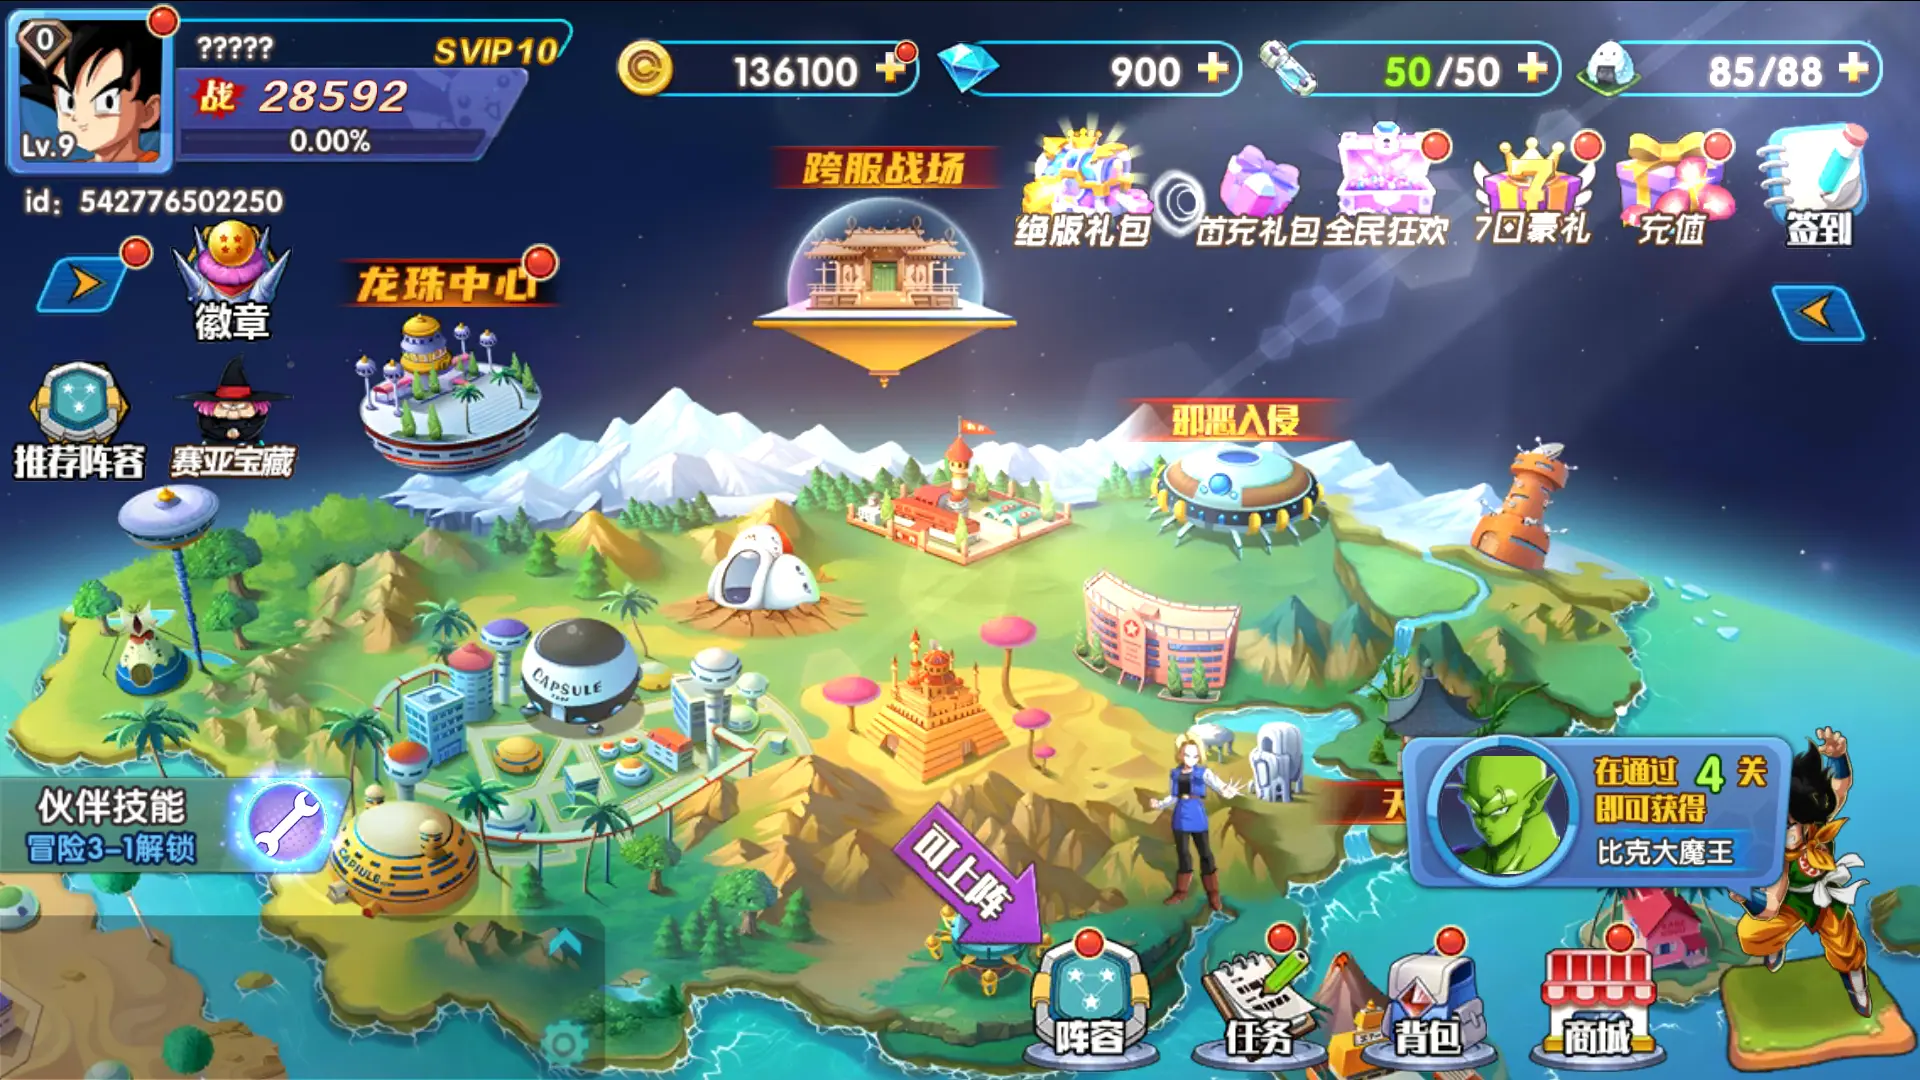 0
?????
SVIP10
战 28592
Lv.9
0.00%
id: 542776502250
136100
900
50/50
85/88
绝版礼包
首充礼包
全民狂欢
7
7回豪礼
充值
签到
跨服战场
徽章
龙珠中心
推荐阵容
赛亚宝藏
邪恶入侵
CAPSULE
伙伴技能
冒险3-1解锁
CAPSULE
可上阵
天
在通过 4 关
即可获得
比克大魔王
阵容
任务
背包
商城